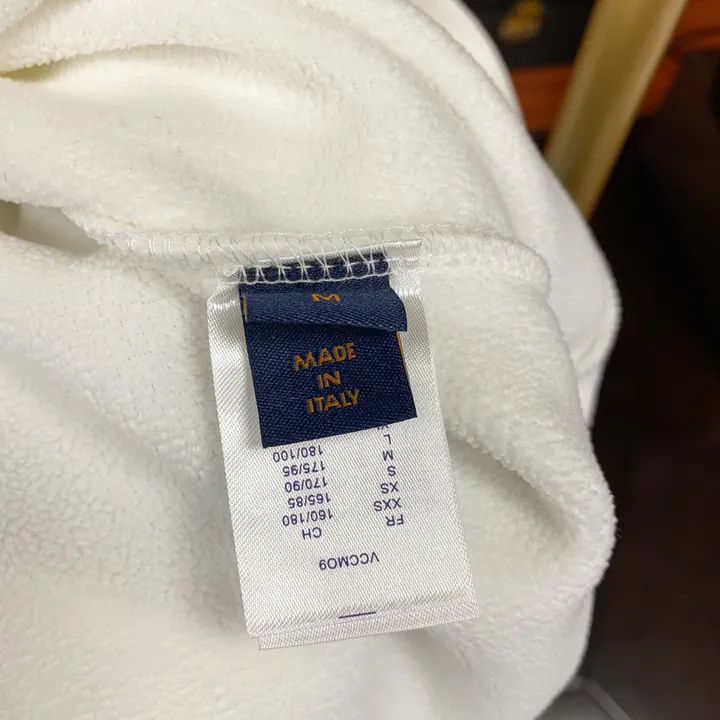 M
MADE
IN
ITALY
VCCM09
FR CH
XXS 160/180
XS 165/85
S 170/90
M 175/95
L 180/100